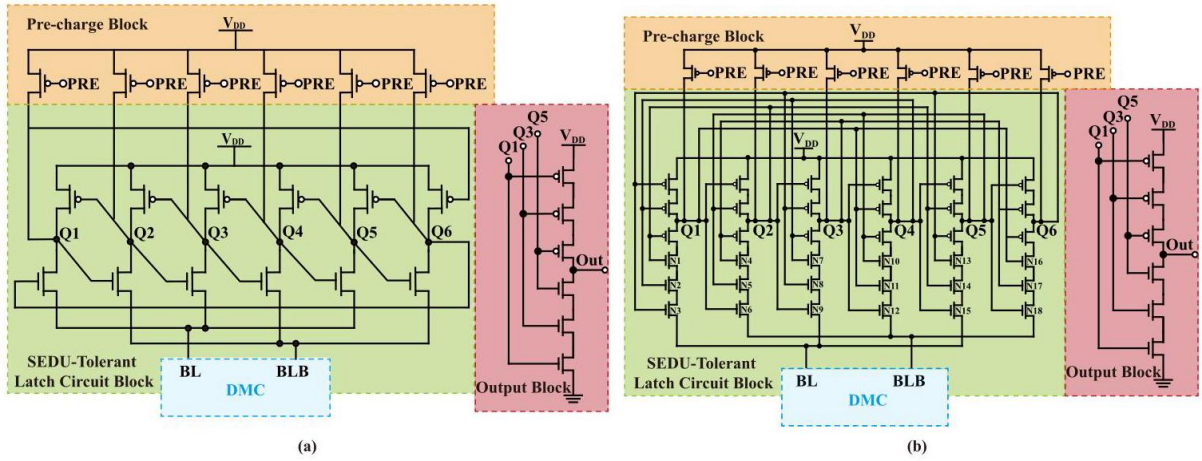 Pre-charge Block
VDD
PRE PRE PRE PRE PRE PRE
VDD
Q1 Q2 Q3 Q4 Q5 Q6
SEDU-Tolerant
Latch Circuit Block
BL BLB
DMC
Q5
Q3
Q1
VDD
Out
Output Block
(a)
Pre-charge Block
VDD
PRE PRE PRE PRE PRE PRE
VDD
Q1 Q2 Q3 Q4 Q5 Q6
N1 N4 N7 N10 N13 N16
N2 N5 N8 N11 N14 N17
N3 N6 N9 N12 N15 N18
SEDU-Tolerant
Latch Circuit Block
BL BLB
DMC
Q5
Q3
Q1
VDD
Out
Output Block
(b)